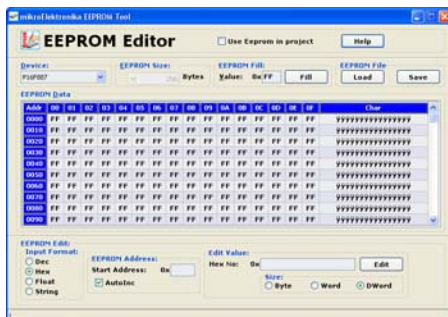 mikroElektronika EEPROM Tool
EEPROM Editor
Use Eeprom in project
Help
Device:
EEPROM Size:
EEPROM Fill:
EEPROM File
P16F887
Bytes
Value: 0x FF
Fill
Load
Save
EEPROM Data
Addr 00 01 02 03 04 05 06 07 08 09 0A 0B 0C 0D 0E 0F Char
0000 FF FF FF FF FF FF FF FF FF FF FF FF FF FF FF FF ÿÿÿÿÿÿÿÿÿÿÿÿÿÿÿÿ
0010 FF FF FF FF FF FF FF FF FF FF FF FF FF FF FF FF ÿÿÿÿÿÿÿÿÿÿÿÿÿÿÿÿ
0020 FF FF FF FF FF FF FF FF FF FF FF FF FF FF FF FF ÿÿÿÿÿÿÿÿÿÿÿÿÿÿÿÿ
0030 FF FF FF FF FF FF FF FF FF FF FF FF FF FF FF FF ÿÿÿÿÿÿÿÿÿÿÿÿÿÿÿÿ
0040 FF FF FF FF FF FF FF FF FF FF FF FF FF FF FF FF ÿÿÿÿÿÿÿÿÿÿÿÿÿÿÿÿ
0050 FF FF FF FF FF FF FF FF FF FF FF FF FF FF FF FF ÿÿÿÿÿÿÿÿÿÿÿÿÿÿÿÿ
0060 FF FF FF FF FF FF FF FF FF FF FF FF FF FF FF FF ÿÿÿÿÿÿÿÿÿÿÿÿÿÿÿÿ
0070 FF FF FF FF FF FF FF FF FF FF FF FF FF FF FF FF ÿÿÿÿÿÿÿÿÿÿÿÿÿÿÿÿ
0080 FF FF FF FF FF FF FF FF FF FF FF FF FF FF FF FF ÿÿÿÿÿÿÿÿÿÿÿÿÿÿÿÿ
0090 FF FF FF FF FF FF FF FF FF FF FF FF FF FF FF FF ÿÿÿÿÿÿÿÿÿÿÿÿÿÿÿÿ
EEPROM Edit:
Input Format:
Dec
Hex
Float
String
EEPROM Address:
Start Address: 0x
AutoInc
Edit Value:
Hex No: 0x
Edit
Size:
Byte
Word
DWord